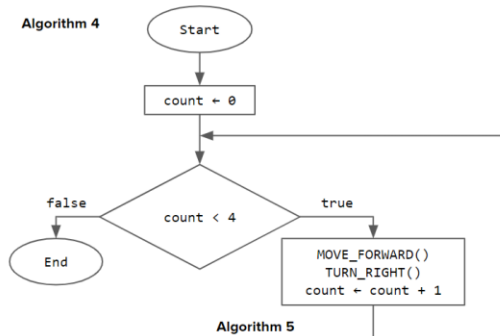 Algorithm 4
Start
count ← 0
count < 4
false
true
End
MOVE_FORWARD()
TURN_RIGHT()
count ← count + 1
Algorithm 5